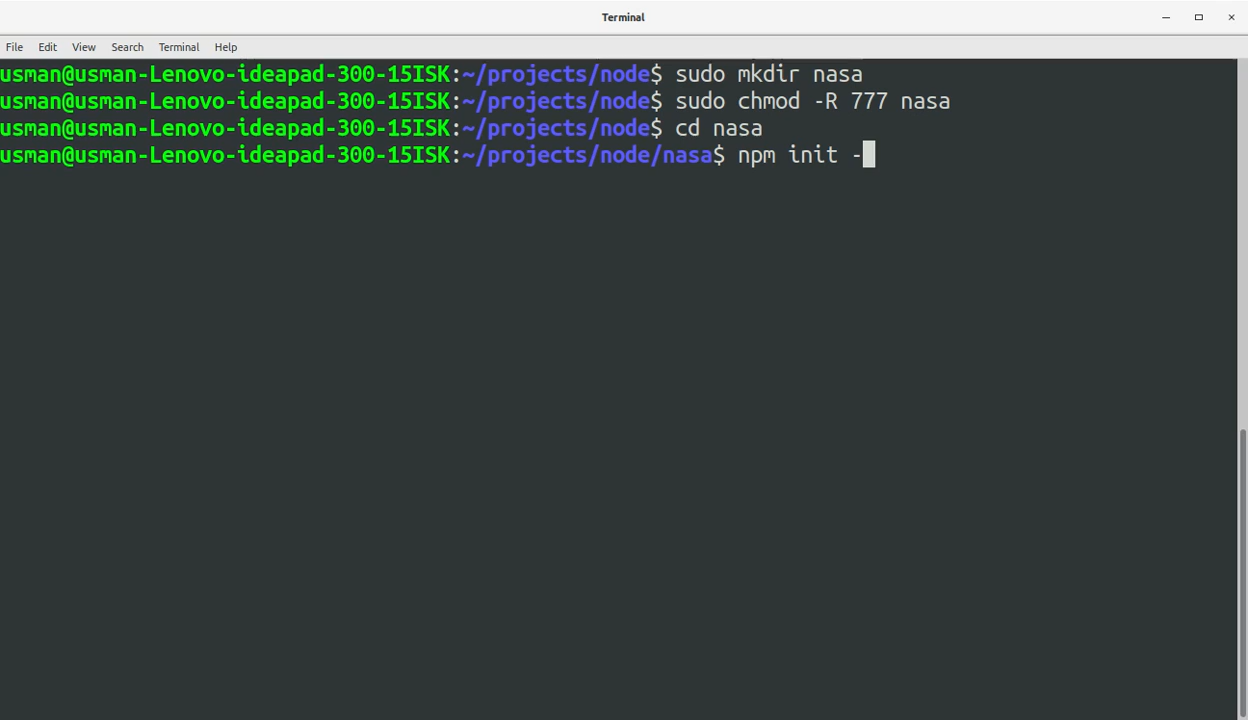 Terminal
File Edit View Search Terminal Help
usman@usman-Lenovo-ideapad-300-15ISK:~/projects/node$ sudo mkdir nasa
usman@usman-Lenovo-ideapad-300-15ISK:~/projects/node$ sudo chmod -R 777 nasa
usman@usman-Lenovo-ideapad-300-15ISK:~/projects/node$ cd nasa
usman@usman-Lenovo-ideapad-300-15ISK:~/projects/node/nasa$ npm init -